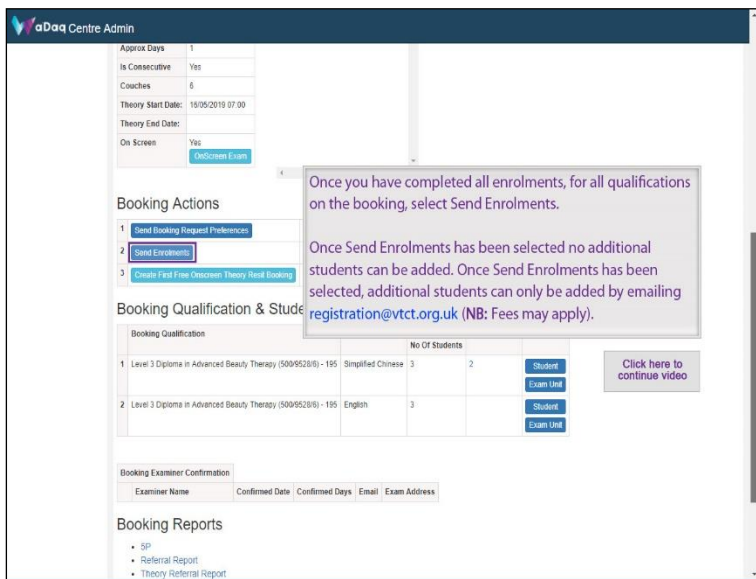 aDaq Centre Admin
Approx Days 1
Is Consecutive Yes
Couches 6
Theory Start Date: 16/05/2019 07:00
Theory End Date:
On Screen Yes
OnScreen Exam
Once you have completed all enrolments, for all qualifications
on the booking, select Send Enrolments.
Once Send Enrolments has been selected no additional
students can be added. Once Send Enrolments has been
selected, additional students can only be added by emailing
registration@vtct.org.uk (NB: Fees may apply).
Booking Actions
1 Send Booking Request Preferences
2 Send Enrolments
3 Create First Free Onscreen Theory Resit Booking
Booking Qualification & Stude
Booking Qualification
No Of Students
1 Level 3 Diploma in Advanced Beauty Therapy (500/9528/6) - 195 Simplified Chinese 3 2 Student
Exam Unit
2 Level 3 Diploma in Advanced Beauty Therapy (500/9528/6) - 195 English 3 Student
Exam Unit
Click here to
continue video
Booking Examiner Confirmation
Examiner Name Confirmed Date Confirmed Days Email Exam Address
Booking Reports
• 5P
• Referral Report
• Theory Referral Report